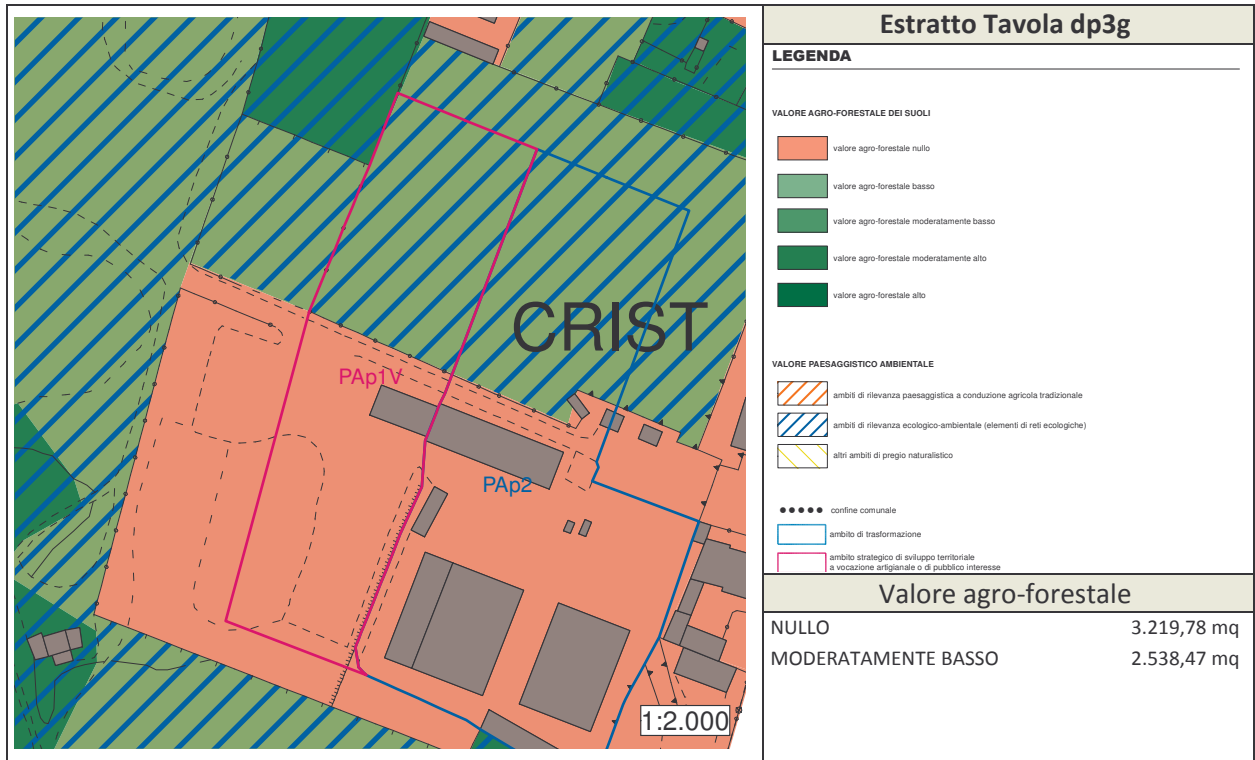 CRIST
PAp1V
PAp2
1:2.000
Estratto Tavola dp3g
LEGENDA
VALORE AGRO-FORESTALE DEI SUOLI
valore agro-forestale nullo
valore agro-forestale basso
valore agro-forestale moderatamente basso
valore agro-forestale moderatamente alto
valore agro-forestale alto
VALORE PAESAGGISTICO AMBIENTALE
ambiti di rilevanza paesaggistica a conduzione agricola tradizionale
ambiti di rilevanza ecologico-ambientale (elementi di reti ecologiche)
altri ambiti di pregio naturalistico
confine comunale
ambito di trasformazione
ambito strategico di sviluppo territoriale
a vocazione artigianale o di pubblico interesse
Valore agro-forestale
NULLO 3.219,78 mq
MODERATAMENTE BASSO 2.538,47 mq